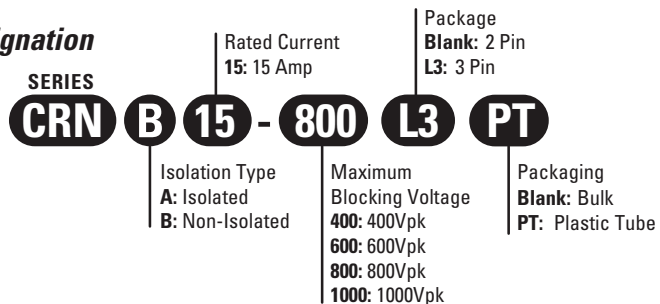 Package
Blank: 2 Pin
L3: 3 Pin
Rated Current
15: 15 Amp
SERIES
CRN B 15 - 800 L3 PT
Isolation Type
A: Isolated
B: Non-Isolated
Maximum
Blocking Voltage
400: 400Vpk
600: 600Vpk
800: 800Vpk
1000: 1000Vpk
Packaging
Blank: Bulk
PT: Plastic Tube